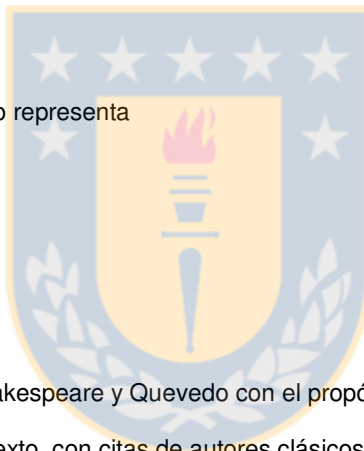 o representa
akespeare y Quevedo con el propó
exto, con citas de autores clásicos